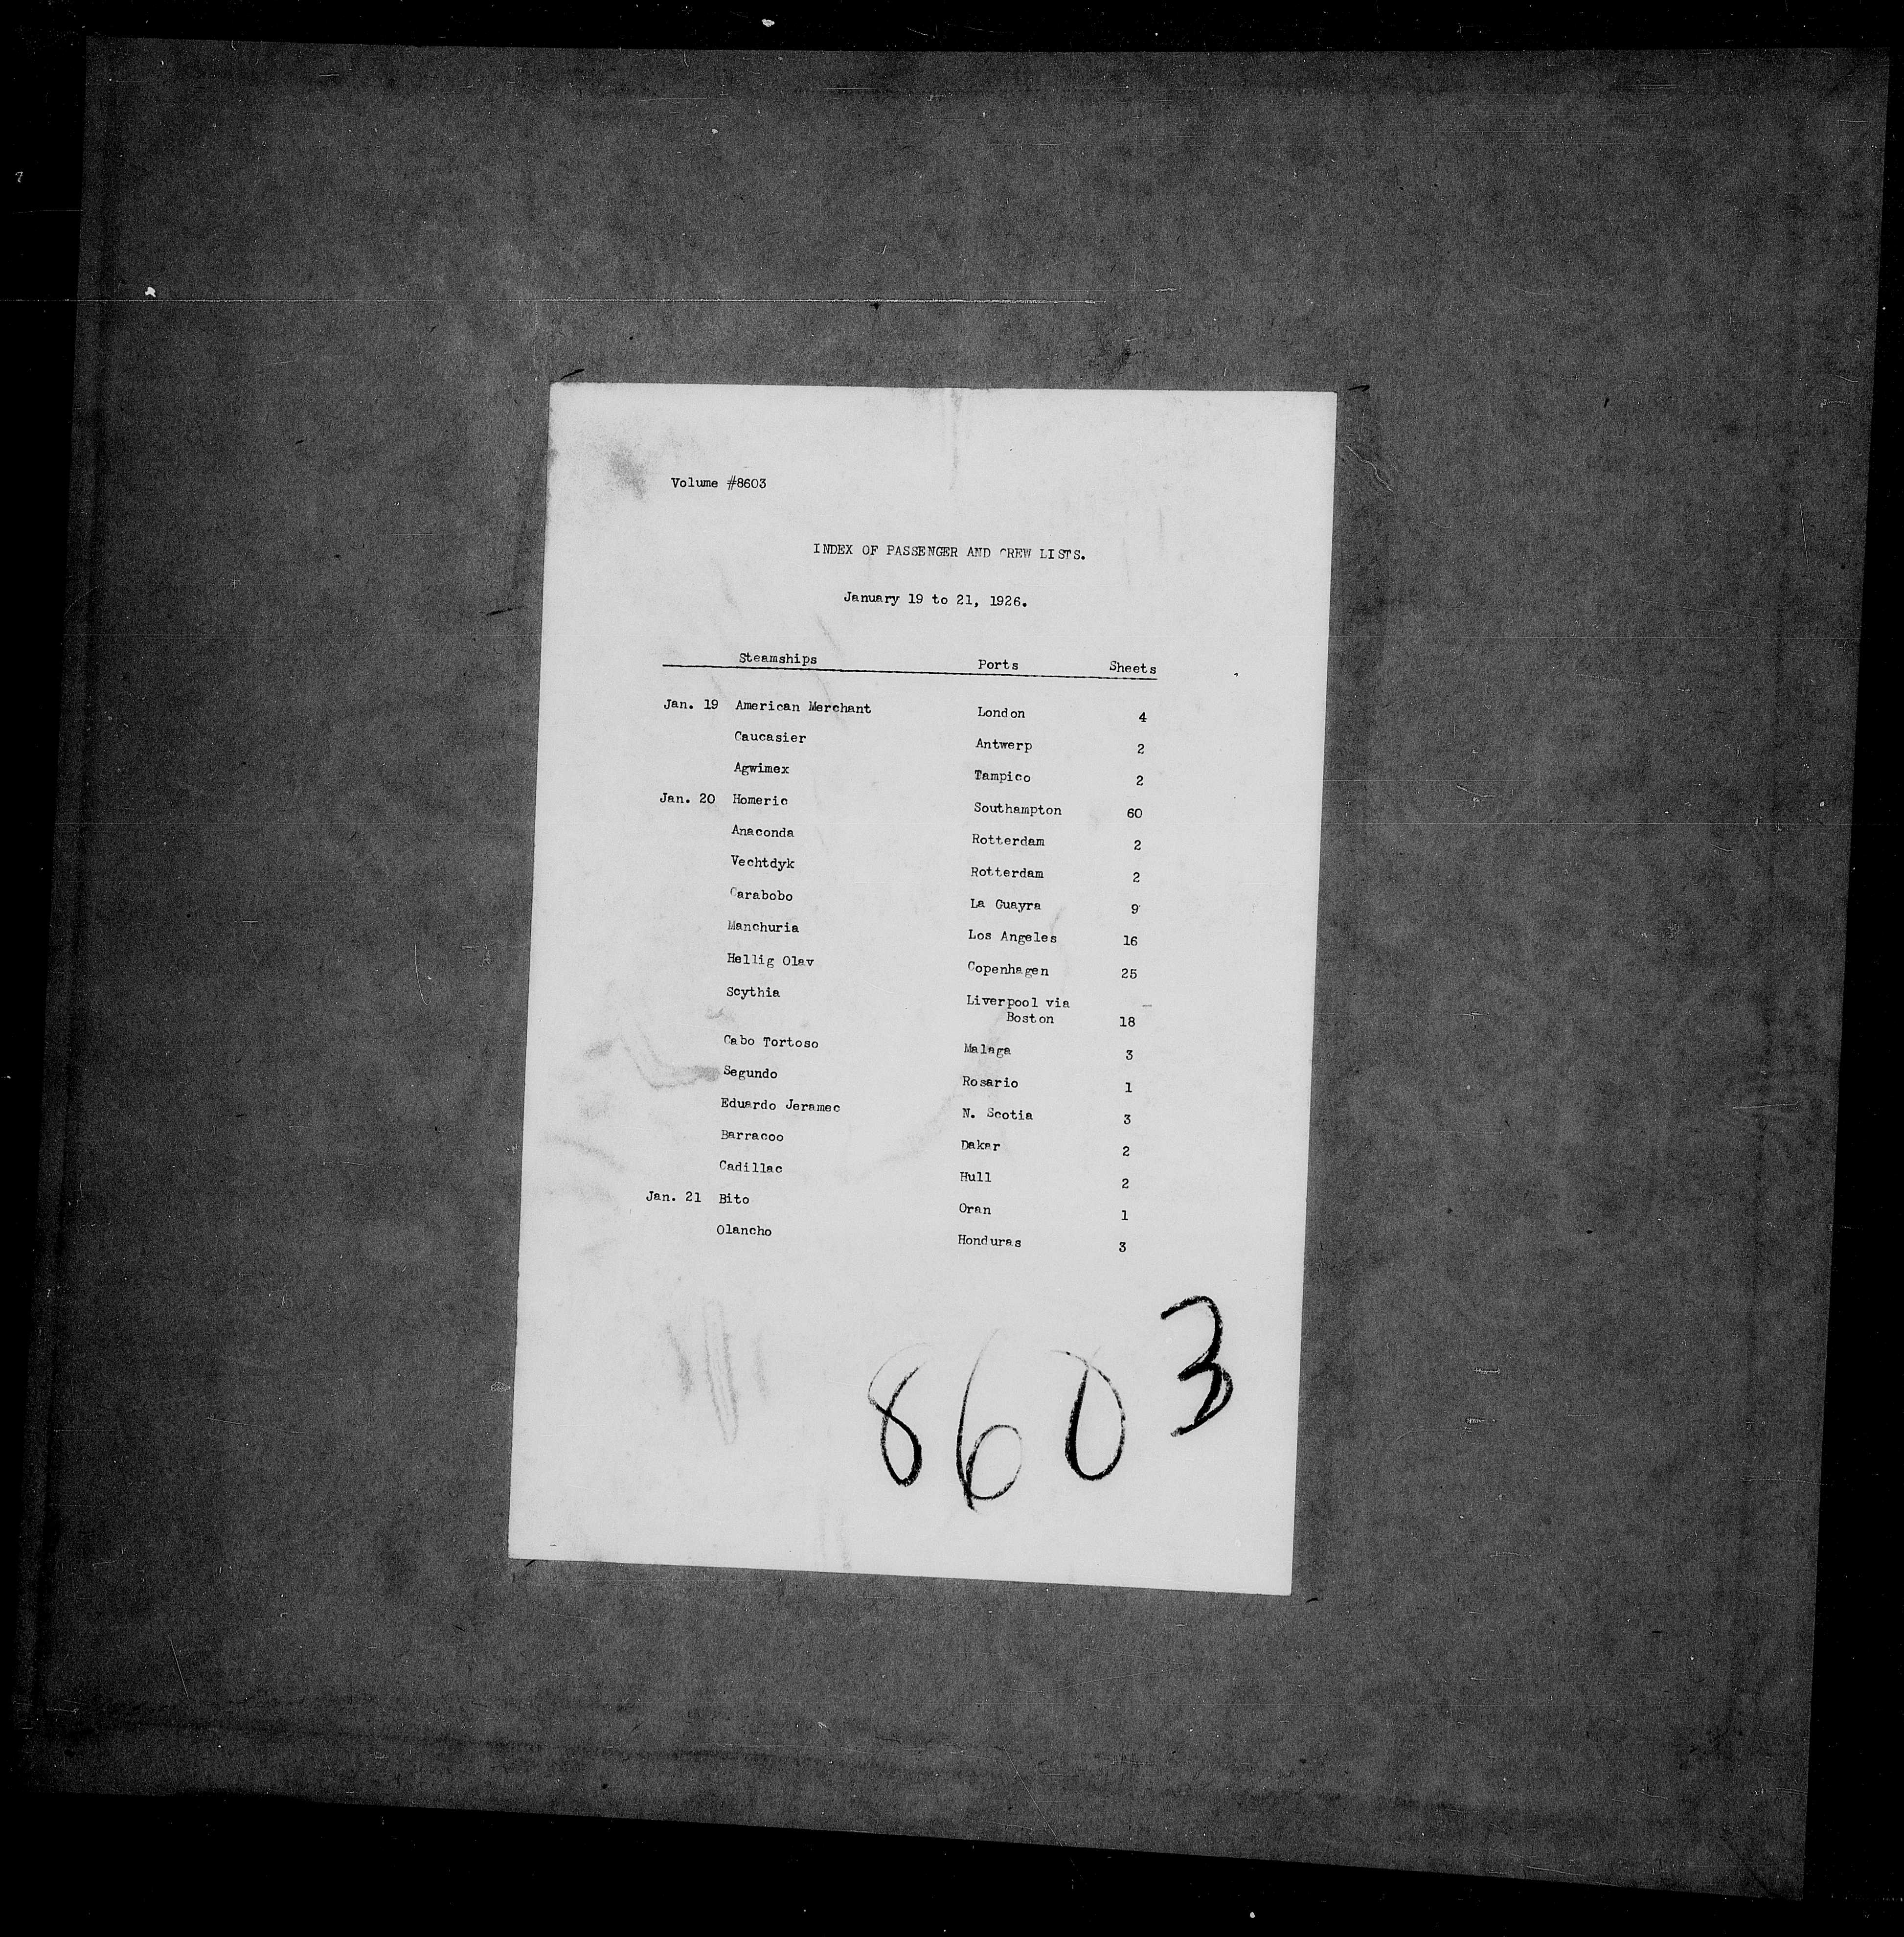 Volume #8603
INDEX OF PASSENGER AND CREW LISTS.
January 19 to 21, 1926.
Steamships Ports Sheets
Jan. 19 American Merchant London 4
Caucasier Antwerp 2
Agwimex Tampico 2
Jan. 20 Homeric Southampton 60
Anaconda Rotterdam 2
Vechtdyk Rotterdam 2
Carabobo La Guayra 9
Manchuria Los Angeles 16
Hellig Olav Copenhagen 25
Scythia Liverpool via
Boston 18
Cabo Tortoso Malaga 3
Segundo Rosario 1
Eduardo Jeramec N. Scotia 3
Barracoo Dakar 2
Cadillac Hull 2
Jan. 21 Bito Oran 1
Olancho Honduras 3
8603